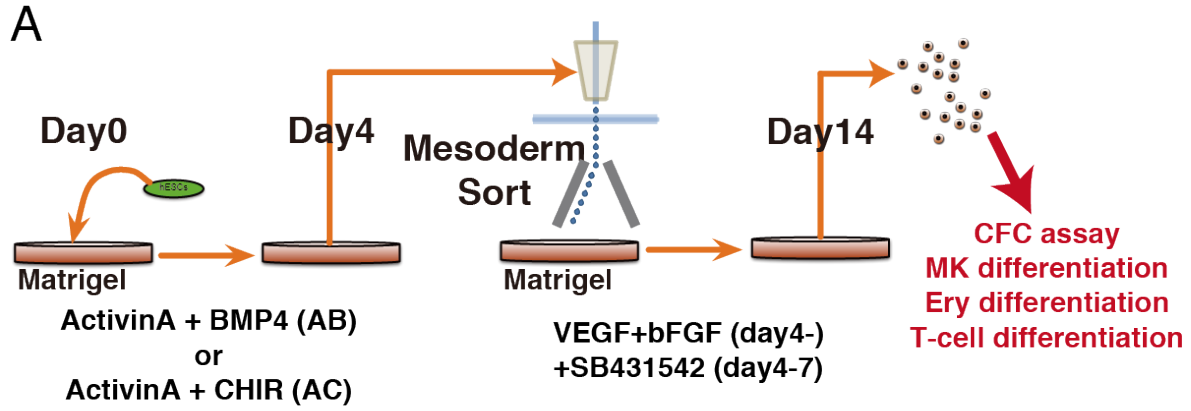 A
Day0
Day4
Mesoderm
Sort
Day14
hESCs
Matrigel
Matrigel
ActivinA + BMP4 (AB)
or
ActivinA + CHIR (AC)
VEGF+bFGF (day4-)
+SB431542 (day4-7)
CFC assay
MK differentiation
Ery differentiation
T-cell differentiation